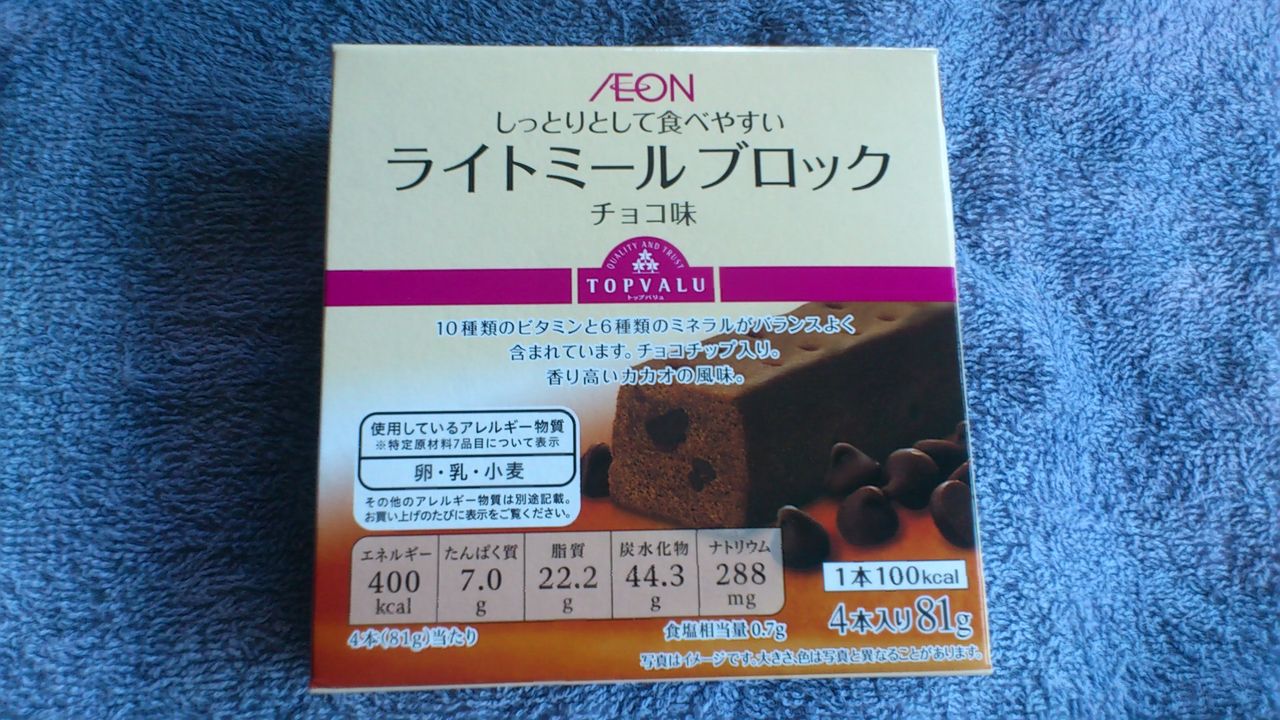 ÆON
しっとりとして食べやすい
ライトミール ブロック
チョコ味
QUALITY AND TRUST
TOPVALU
トップバリュ
10種類のビタミンと6種類のミネラルがバランスよく
含まれています。チョコチップ入り。
香り高いカカオの風味。
使用しているアレルギー物質
※特定原材料7品目について表示
卵・乳・小麦
その他のアレルギー物質は別途記載。
お買い上げのたびに表示をご覧ください。
エネルギー 400 kcal
たんぱく質 7.0 g
脂質 22.2 g
炭水化物 44.3 g
ナトリウム 288 mg
4本(81g)当たり
食塩相当量0.7g
1本100kcal
4本入り81g
写真はイメージです。大きさ、色は写真と異なることがあります。